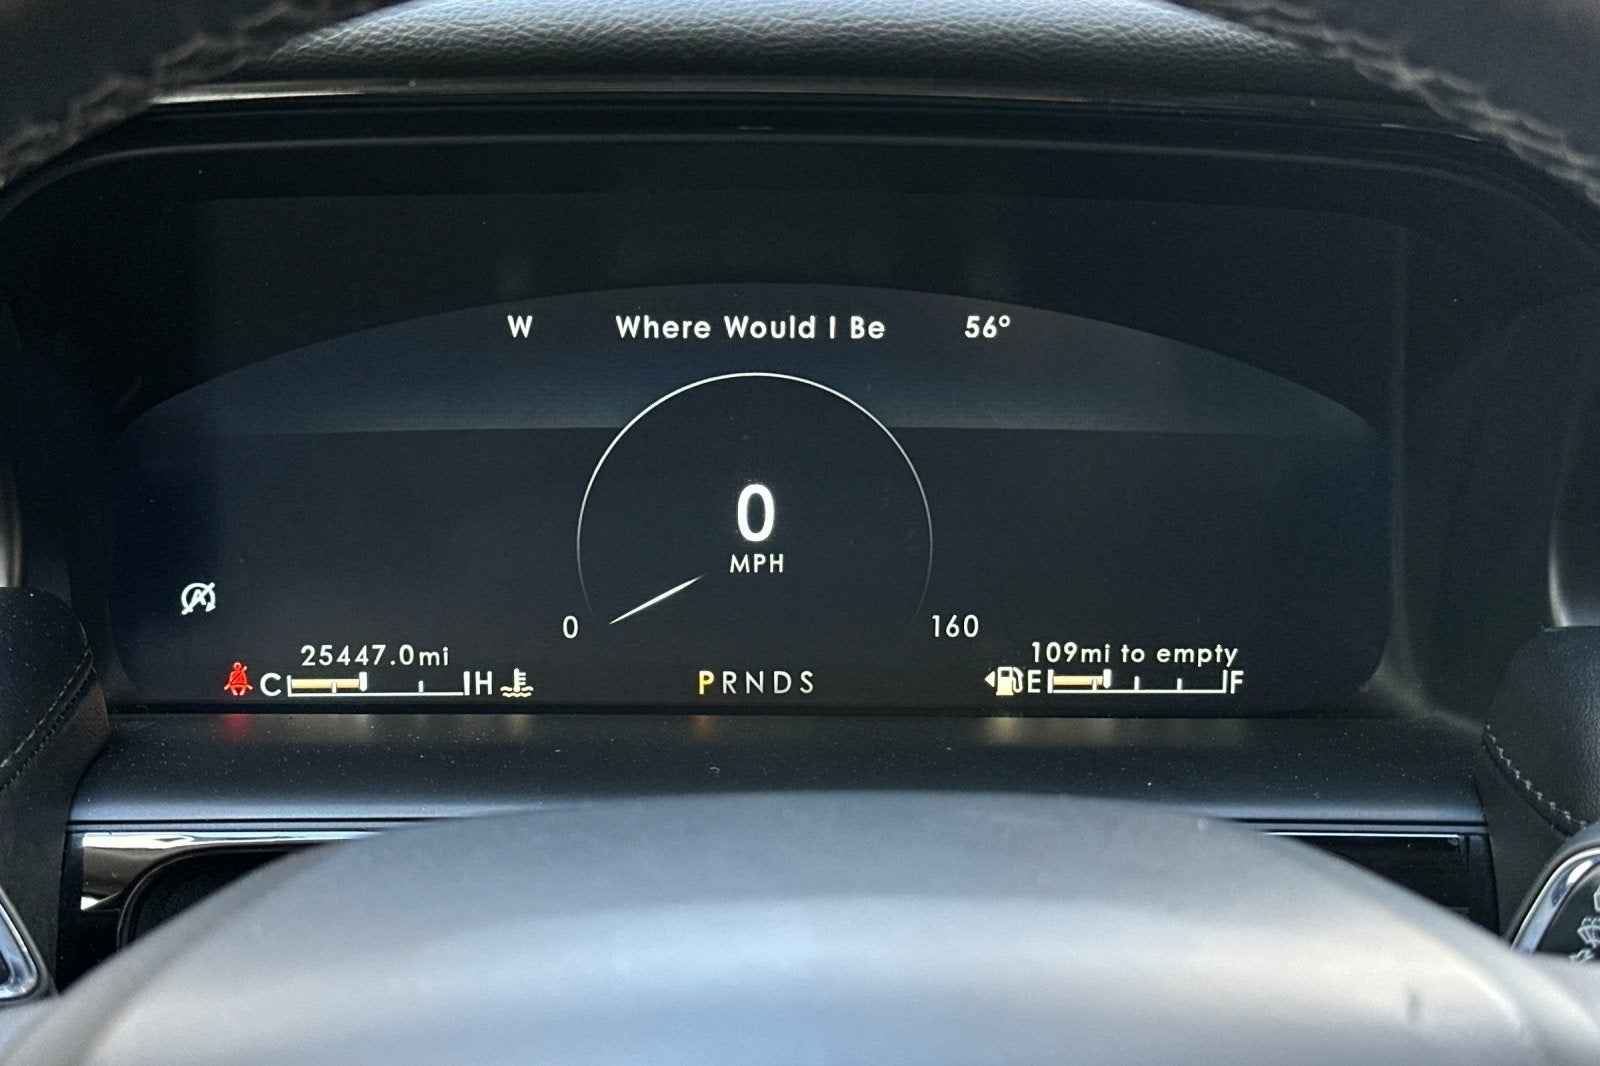 W Where Would I Be 56°
0
MPH
A
0 160
25447.0mi 109mi to empty
C H PRNDS E F